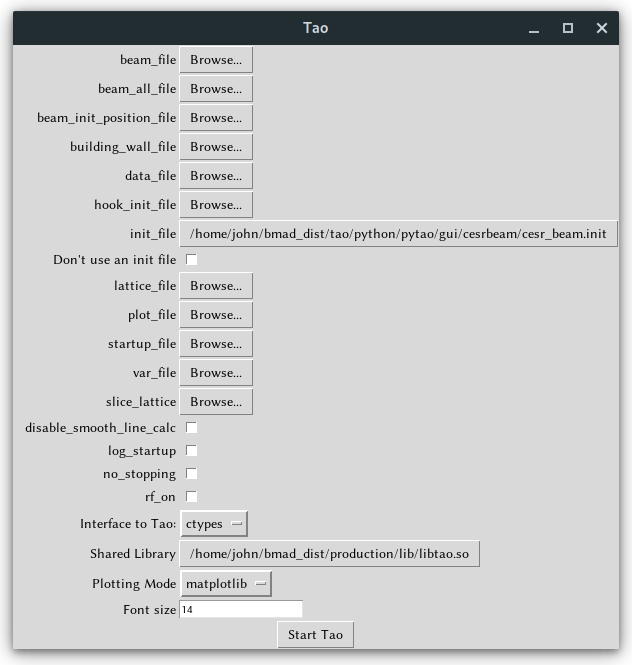 Tao
beam_file Browse...
beam_all_file Browse...
beam_init_position_file Browse...
building_wall_file Browse...
data_file Browse...
hook_init_file Browse...
init_file /home/john/bmad_dist/tao/python/pytao/gui/cesrbeam/cesr_beam.init
Don't use an init file
lattice_file Browse...
plot_file Browse...
startup_file Browse...
var_file Browse...
slice_lattice Browse...
disable_smooth_line_calc
log_startup
no_stopping
rf_on
Interface to Tao: ctypes
Shared Library /home/john/bmad_dist/production/lib/libtao.so
Plotting Mode matplotlib
Font size 14
Start Tao